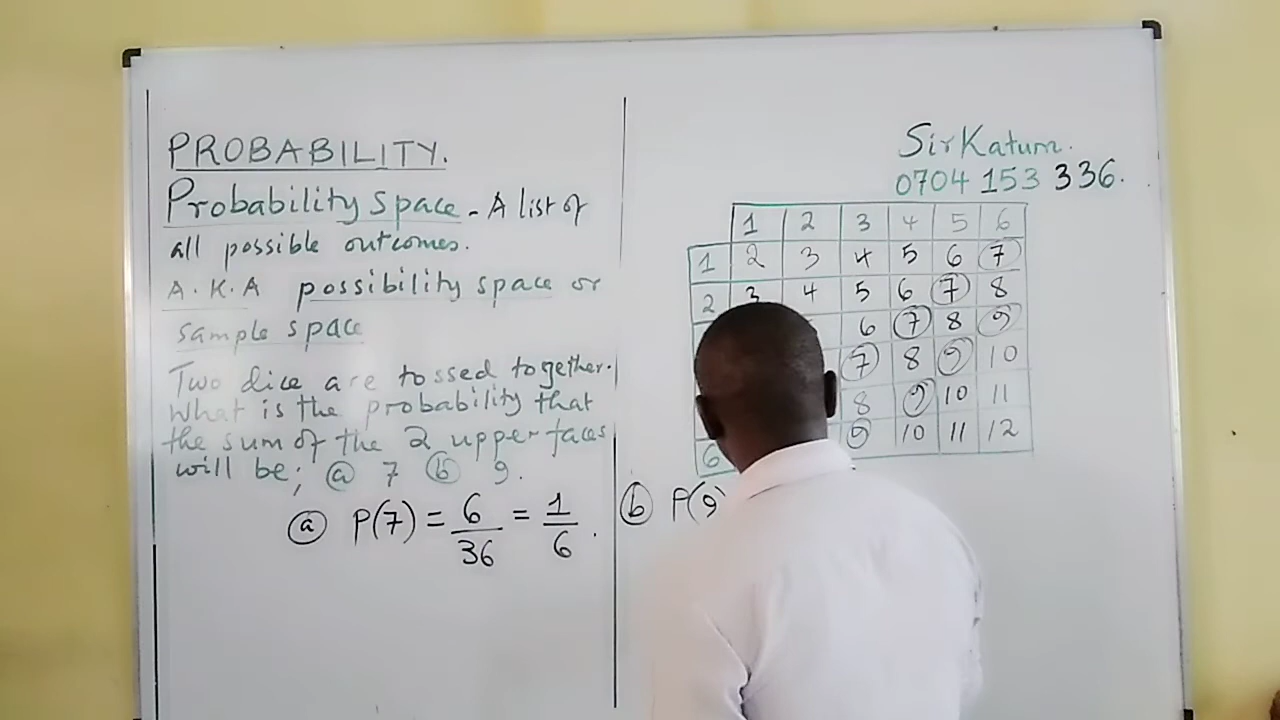 PROBABILITY.
Probability space - A list of
all possible outcomes.
A.K.A possibility space or
sample space
Two dice are tossed together.
What is the probability that
the sum of the 2 upper faces
will be; (a) 7 (b) 9.
(a) P(7) = 6/36 = 1/6.
Sir Katum.
0704 153 336.
1 2 3 4 5 6
1 2 3 4 5 6 7
2 3 4 5 6 7 8
6 7 8 9
7 8 9 10
8 9 10 11
6 9 10 11 12
(b) P(9)